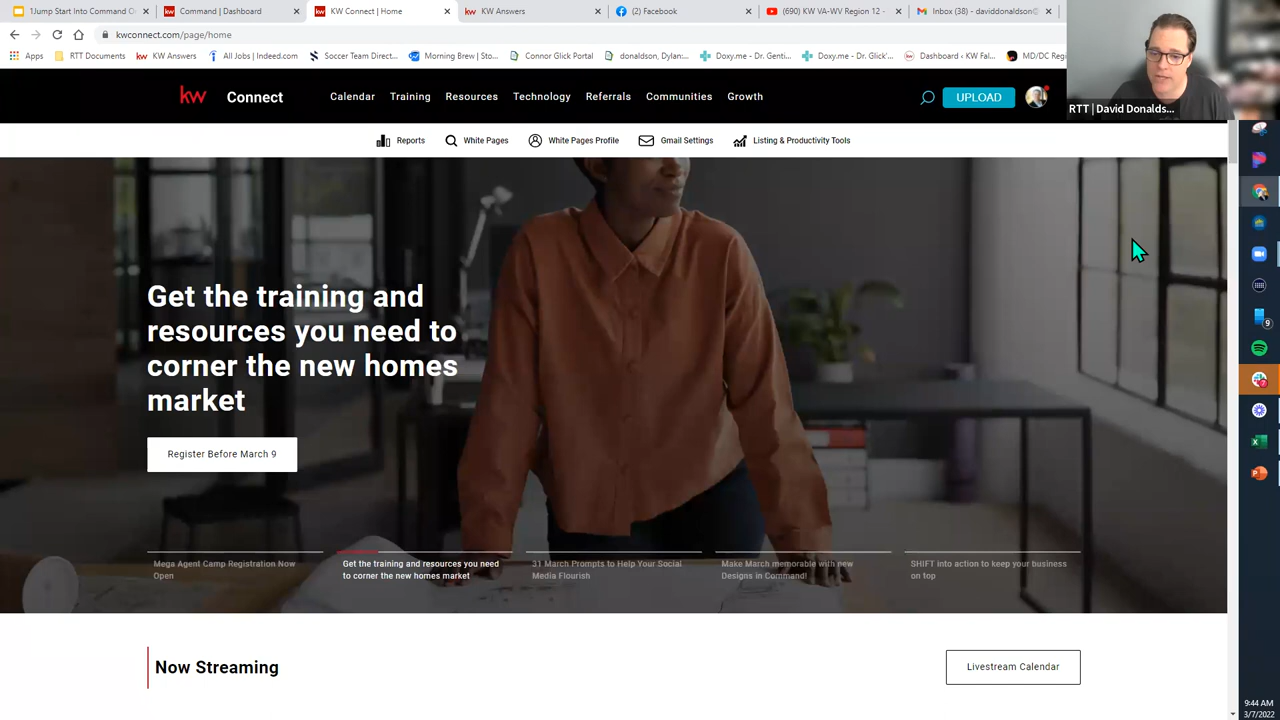 1Jump Start Into Command C
Command | Dashboard
KW Connect | Home
KW Answers
(2) Facebook
(690) KW VA-WV Region 12 -
Inbox (38) - daviddonaldson@
kwconnect.com/page/home
Apps
RTT Documents
KW Answers
All Jobs | Indeed.com
Soccer Team Direct...
Morning Brew | Sto...
Connor Glick Portal
donaldson, Dylan:...
Doxy.me - Dr. Genti...
Doxy.me - Dr. Glick'...
Dashboard ‹ KW Fal...
MD/DC Regi
RTT | David Donalds...
kw Connect
Calendar
Training
Resources
Technology
Referrals
Communities
Growth
UPLOAD
Reports
White Pages
White Pages Profile
Gmail Settings
Listing & Productivity Tools
Get the training and
resources you need to
corner the new homes
market
Register Before March 9
Mega Agent Camp Registration Now
Open
Get the training and resources you need
to corner the new homes market
31 March Prompts to Help Your Social
Media Flourish
Make March memorable with new
Designs in Command!
SHIFT into action to keep your business
on top
Now Streaming
Livestream Calendar
9
9:44 AM
3/7/2022